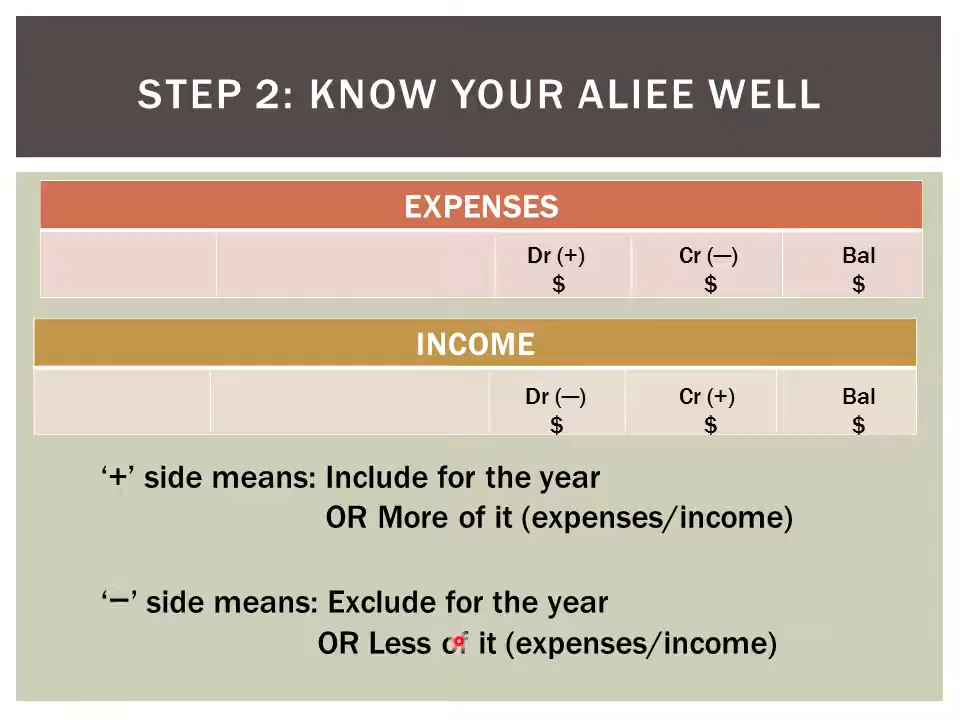 STEP 2: KNOW YOUR ALIEE WELL
EXPENSES
Dr (+) Cr (—) Bal
$ $ $
INCOME
Dr (—) Cr (+) Bal
$ $ $
‘+’ side means: Include for the year
OR More of it (expenses/income)
‘−’ side means: Exclude for the year
OR Less of it (expenses/income)